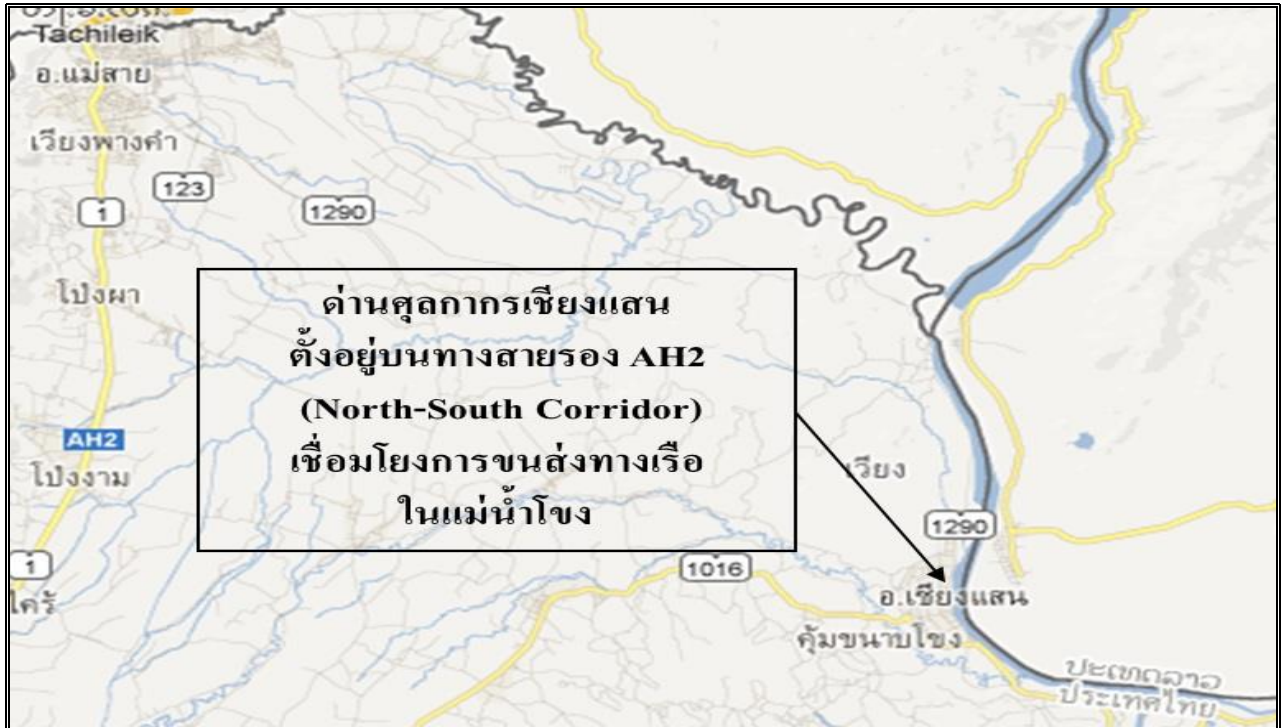 Tachileik
อ.แม่สาย
เวียงพางคำ
123
1
1290
โป่งผา
ด่านศุลกากรเชียงแสน
ตั้งอยู่บนทางสายรอง AH2
(North-South Corridor)
เชื่อมโยงการขนส่งทางเรือ
ในแม่น้ำโขง
AH2
โป่งงาม
เวียง
1290
1016
1
อ.เชียงแสน
คุ้มขนาบโขง
ประเทศลาว
ประเทศไทย